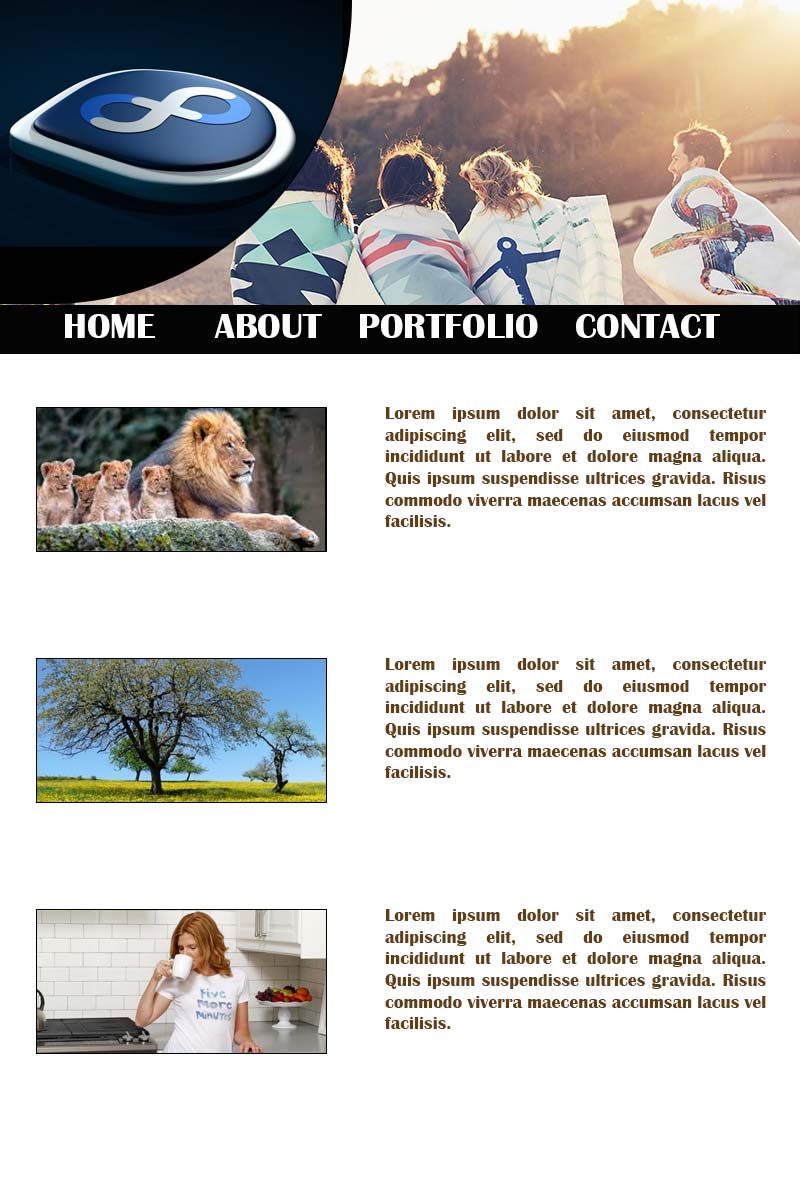 HOME ABOUT PORTFOLIO CONTACT
Lorem ipsum dolor sit amet, consectetur
adipiscing elit, sed do eiusmod tempor
incididunt ut labore et dolore magna aliqua.
Quis ipsum suspendisse ultrices gravida. Risus
commodo viverra maecenas accumsan lacus vel
facilisis.
Lorem ipsum dolor sit amet, consectetur
adipiscing elit, sed do eiusmod tempor
incididunt ut labore et dolore magna aliqua.
Quis ipsum suspendisse ultrices gravida. Risus
commodo viverra maecenas accumsan lacus vel
facilisis.
five
more
minutes
Lorem ipsum dolor sit amet, consectetur
adipiscing elit, sed do eiusmod tempor
incididunt ut labore et dolore magna aliqua.
Quis ipsum suspendisse ultrices gravida. Risus
commodo viverra maecenas accumsan lacus vel
facilisis.